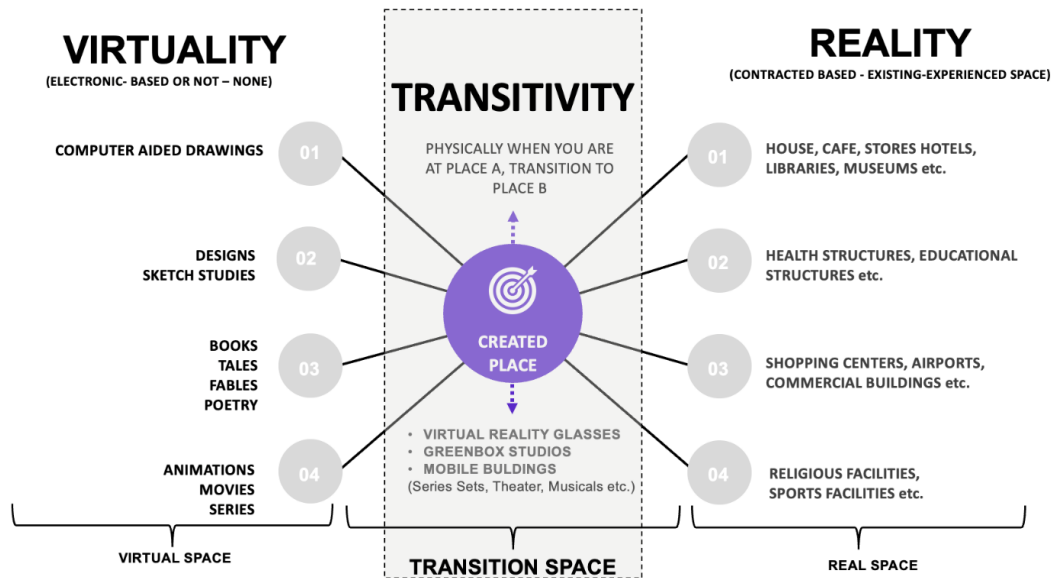 VIRTUALITY
(ELECTRONIC- BASED OR NOT – NONE)
01
COMPUTER AIDED DRAWINGS
02
DESIGNS
SKETCH STUDIES
03
BOOKS
TALES
FABLES
POETRY
04
ANIMATIONS
MOVIES
SERIES
VIRTUAL SPACE
TRANSITIVITY
PHYSICALLY WHEN YOU ARE
AT PLACE A, TRANSITION TO
PLACE B
CREATED
PLACE
• VIRTUAL REALITY GLASSES
• GREENBOX STUDIOS
• MOBILE BULDINGS
(Series Sets, Theater, Musicals etc.)
TRANSITION SPACE
REALITY
(CONTRACTED BASED - EXISTING-EXPERIENCED SPACE)
01
HOUSE, CAFE, STORES HOTELS,
LIBRARIES, MUSEUMS etc.
02
HEALTH STRUCTURES, EDUCATIONAL
STRUCTURES etc.
03
SHOPPING CENTERS, AIRPORTS,
COMMERCIAL BUILDINGS etc.
04
RELIGIOUS FACILITIES,
SPORTS FACILITIES etc.
REAL SPACE